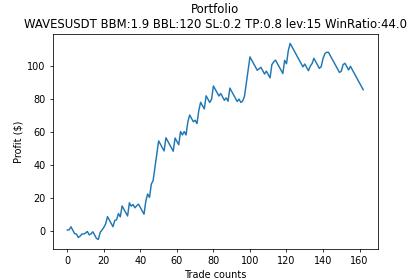 Portfolio
WAVESUSDT BBM:1.9 BBL:120 SL:0.2 TP:0.8 lev:15 WinRatio:44.0
100
80
60
40
20
0
Profit ($)
0 20 40 60 80 100 120 140 160
Trade counts